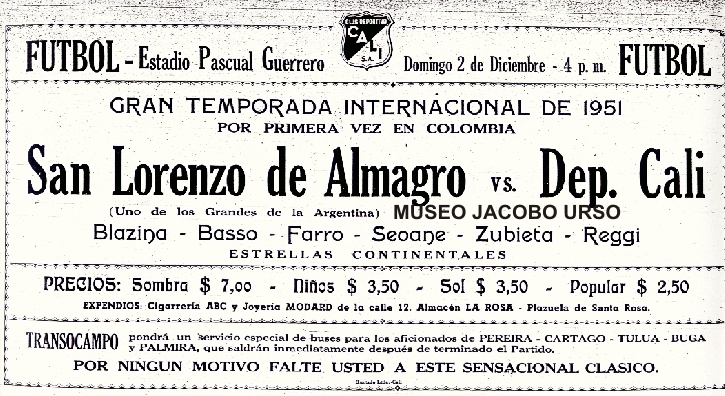 CLUB DEPORTIVO
CALI
S.A.
FUTBOL - Estadio Pascual Guerrero Domingo 2 de Diciembre - 4 p. m. FUTBOL
GRAN TEMPORADA INTERNACIONAL DE 1951
POR PRIMERA VEZ EN COLOMBIA
San Lorenzo de Almagro vs. Dep. Cali
(Uno de los Grandes de la Argentina) MUSEO JACOBO URSO
Blazina - Basso - Farro - Seoane - Zubieta - Reggi
ESTRELLAS CONTINENTALES
PRECIOS: Sombra $ 7,00 - Niños $ 3,50 - Sol $ 3,50 - Popular $ 2,50
EXPENDIOS: Cigarrería ABC y Joyería MODARD de la calle 12. Almacén LA ROSA - Plazuela de Santa Rosa.
TRANSOCAMPO pondrá un servicio especial de buses para los aficionados de PEREIRA - CARTAGO - TULUA - BUGA
y PALMIRA, que saldrán inmediatamente después de terminado el Partido.
POR NINGUN MOTIVO FALTE USTED A ESTE SENSACIONAL CLASICO.